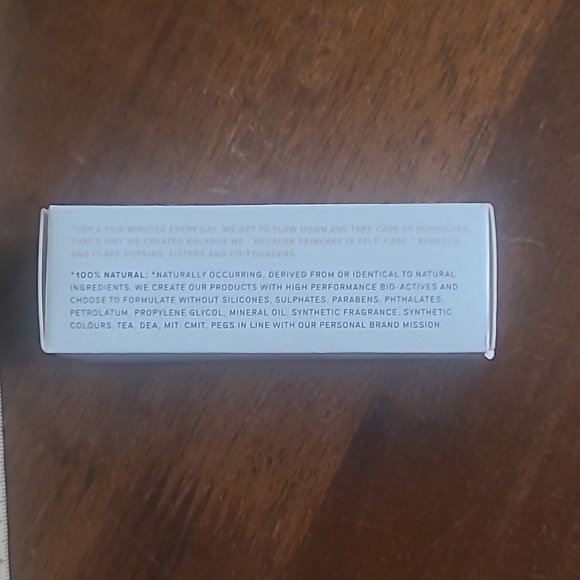 "FOR A FEW MINUTES EVERY DAY, WE GET TO SLOW DOWN AND TAKE CARE OF OURSELVES.
THAT'S WHY WE CREATED BALANCE ME - BECAUSE SKINCARE IS SELF-CARE." REBECCA
AND CLARE HOPKINS, SISTERS AND CO-FOUNDERS
*100% NATURAL: *NATURALLY OCCURRING, DERIVED FROM OR IDENTICAL TO NATURAL
INGREDIENTS. WE CREATE OUR PRODUCTS WITH HIGH PERFORMANCE BIO-ACTIVES AND
CHOOSE TO FORMULATE WITHOUT SILICONES, SULPHATES, PARABENS, PHTHALATES,
PETROLATUM, PROPYLENE GLYCOL, MINERAL OIL, SYNTHETIC FRAGRANCE, SYNTHETIC
COLOURS, TEA, DEA, MIT, CMIT, PEGS IN LINE WITH OUR PERSONAL BRAND MISSION.